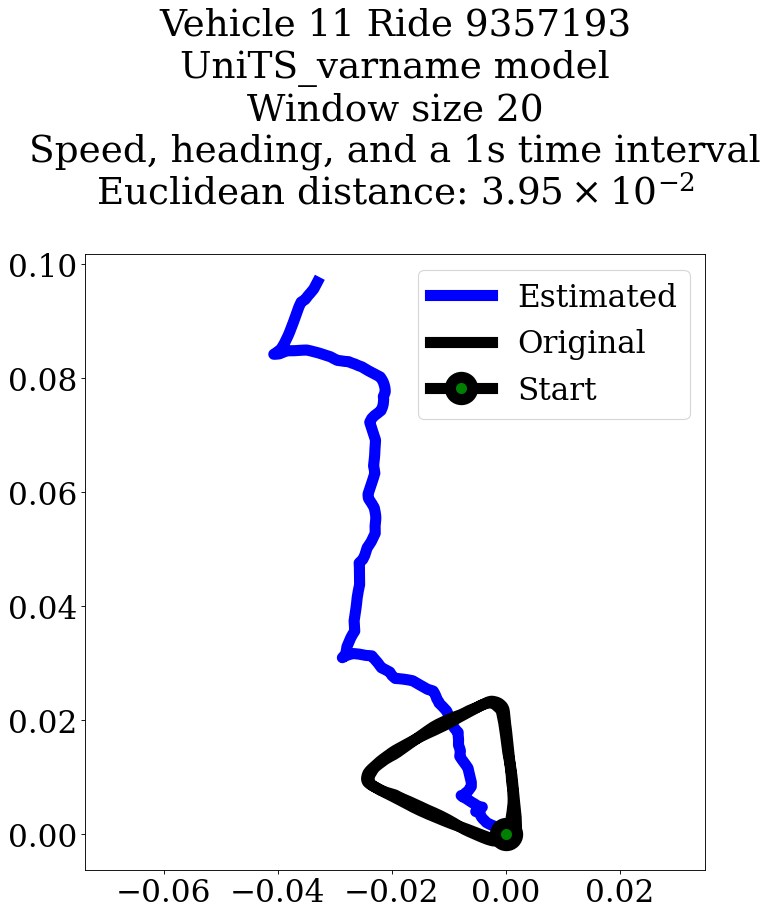 Vehicle 11 Ride 9357193
UniTS_varname model
Window size 20
Speed, heading, and a 1s time interval
Euclidean distance: 3.95 × 10⁻²
0.10
Estimated
Original
0.08
Start
0.06
0.04
0.02
0.00
−0.06 −0.04 −0.02 0.00 0.02